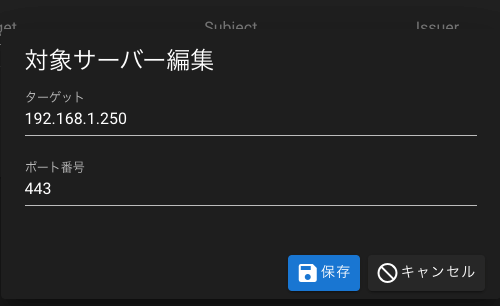 Subject Issuer
対象サーバー編集
ターゲット
192.168.1.250
ポート番号
443
保存 キャンセル